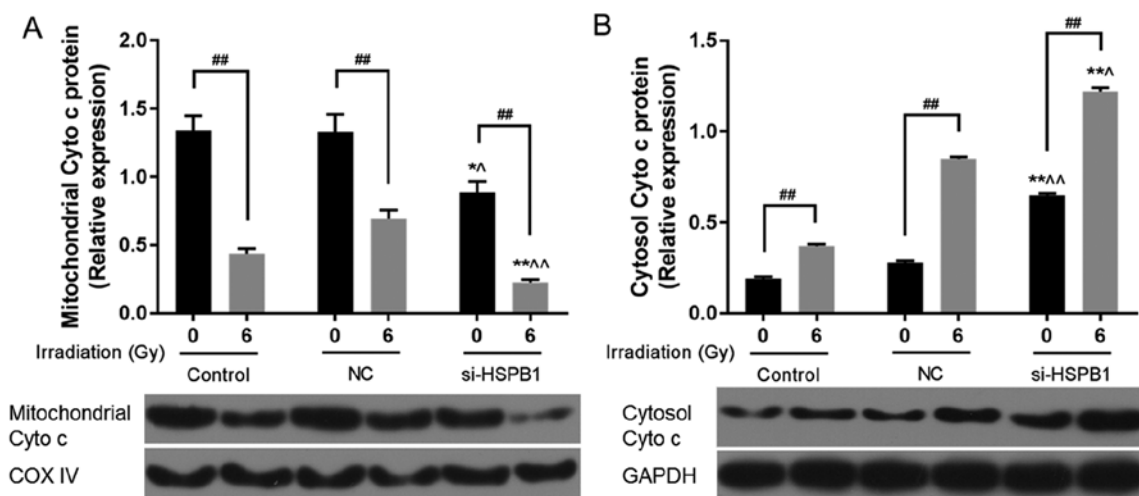 A
Mitochondrial Cyto c protein
(Relative expression)
2.0
1.5
1.0
0.5
0.0
##
##
##
*^
**^^
0 6 0 6 0 6
Irradiation (Gy)
Control NC si-HSPB1
Mitochondrial
Cyto c
COX IV
B
Cytosol Cyto c protein
(Relative expression)
1.5
1.0
0.5
0.0
##
##
##
**^^
**^
0 6 0 6 0 6
Irradiation (Gy)
Control NC si-HSPB1
Cytosol
Cyto c
GAPDH